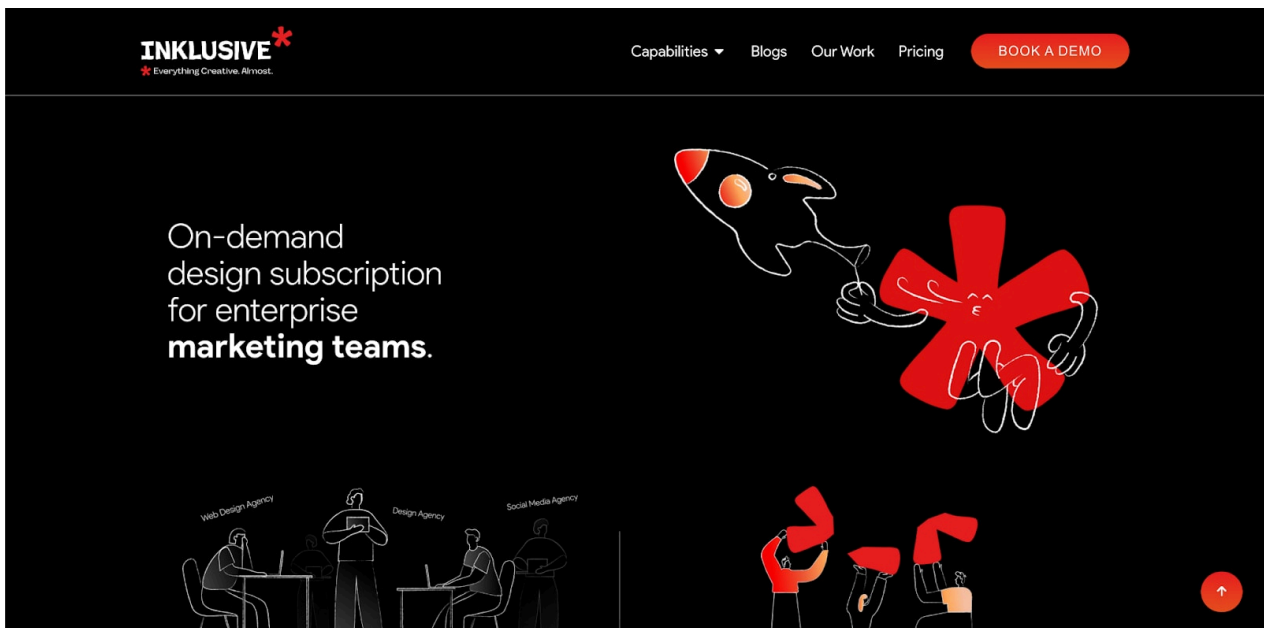 INKLUSIVE*
* Everything Creative. Almost.
Capabilities
Blogs
Our Work
Pricing
BOOK A DEMO
On-demand
design subscription
for enterprise
marketing teams.
Web Design Agency
Design Agency
Social Media Agency